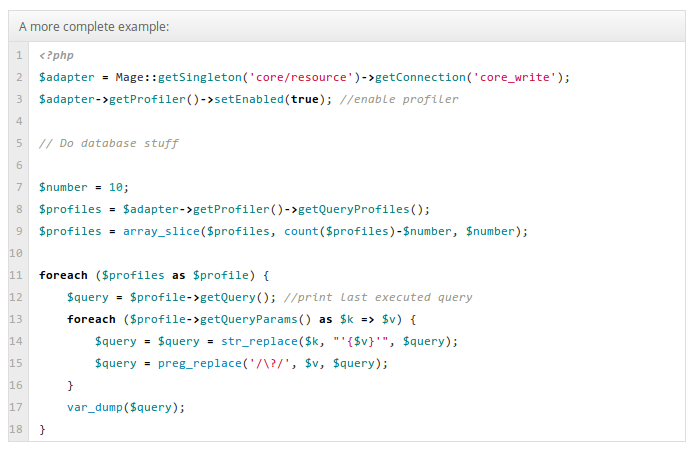 A more complete example:
1 <?php
2 $adapter = Mage::getSingleton('core/resource')->getConnection('core_write');
3 $adapter->getProfiler()->setEnabled(true); //enable profiler
4
5 // Do database stuff
6
7 $number = 10;
8 $profiles = $adapter->getProfiler()->getQueryProfiles();
9 $profiles = array_slice($profiles, count($profiles)-$number, $number);
10
11 foreach ($profiles as $profile) {
12     $query = $profile->getQuery(); //print last executed query
13     foreach ($profile->getQueryParams() as $k => $v) {
14         $query = $query = str_replace($k, "'{$v}'", $query);
15         $query = preg_replace('/\?/', $v, $query);
16     }
17     var_dump($query);
18 }